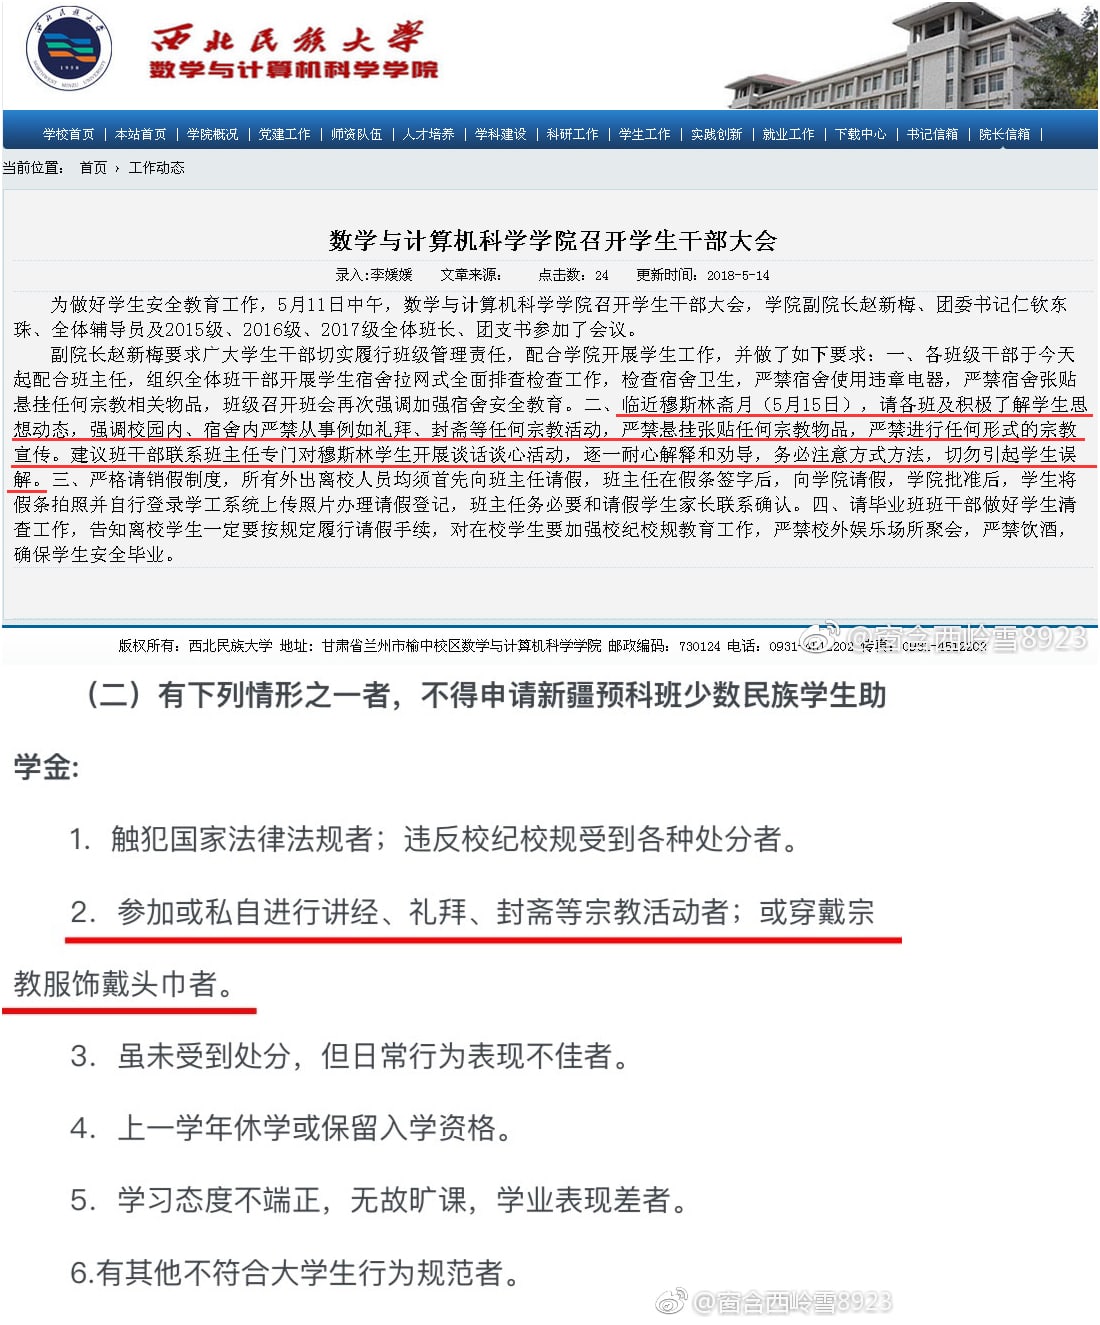 西北民族大学
数学与计算机科学学院
NORTHWEST MINZU UNIVERSITY
学校首页 | 本站首页 | 学院概况 | 党建工作 | 师资队伍 | 人才培养 | 学科建设 | 科研工作 | 学生工作 | 实践创新 | 就业工作 | 下载中心 | 书记信箱 | 院长信箱 |
当前位置： 首页 › 工作动态
数学与计算机科学学院召开学生干部大会
录入:李媛媛 文章来源： 点击数：24 更新时间：2018-5-14
为做好学生安全教育工作，5月11日中午，数学与计算机科学学院召开学生干部大会，学院副院长赵新梅、团委书记仁钦东
珠、全体辅导员及2015级、2016级、2017级全体班长、团支书参加了会议。
副院长赵新梅要求广大学生干部切实履行班级管理责任，配合学院开展学生工作，并做了如下要求：一、各班级干部于今天
起配合班主任，组织全体班干部开展学生宿舍拉网式全面排查检查工作，检查宿舍卫生，严禁宿舍使用违章电器，严禁宿舍张贴
悬挂任何宗教相关物品，班级召开班会再次强调加强宿舍安全教育。二、临近穆斯林斋月（5月15日），请各班及积极了解学生思
想动态，强调校园内、宿舍内严禁从事例如礼拜、封斋等任何宗教活动，严禁悬挂张贴任何宗教物品，严禁进行任何形式的宗教
宣传。建议班干部联系班主任专门对穆斯林学生开展谈话谈心活动，逐一耐心解释和劝导，务必注意方式方法，切勿引起学生误
解。三、严格请销假制度，所有外出离校人员均须首先向班主任请假，班主任在假条签字后，向学院请假，学院批准后，学生将
假条拍照并自行登录学工系统上传照片办理请假登记，班主任务必要和请假学生家长联系确认。四、请毕业班班干部做好学生清
查工作，告知离校学生一定要按规定履行请假手续，对在校学生要加强校纪校规教育工作，严禁校外娱乐场所聚会，严禁饮酒，
确保学生安全毕业。
版权所有：西北民族大学 地址：甘肃省兰州市榆中校区数学与计算机科学学院 邮政编码：730124 电话：0931-4512202 传真：0931-4512202
@窗含西岭雪8923
（二）有下列情形之一者，不得申请新疆预科班少数民族学生助
学金:
1. 触犯国家法律法规者；违反校纪校规受到各种处分者。
2. 参加或私自进行讲经、礼拜、封斋等宗教活动者；或穿戴宗
教服饰戴头巾者。
3. 虽未受到处分，但日常行为表现不佳者。
4. 上一学年休学或保留入学资格。
5. 学习态度不端正，无故旷课，学业表现差者。
6.有其他不符合大学生行为规范者。
@窗含西岭雪8923